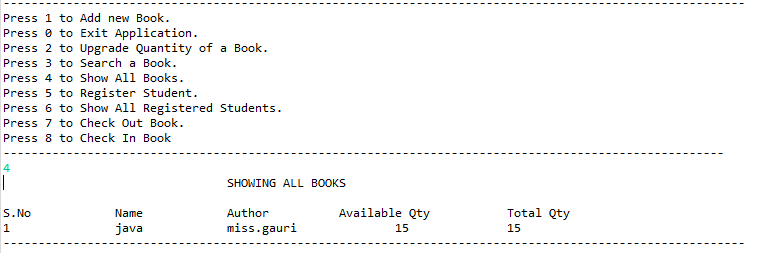 Press 1 to Add new Book.
Press 0 to Exit Application.
Press 2 to Upgrade Quantity of a Book.
Press 3 to Search a Book.
Press 4 to Show All Books.
Press 5 to Register Student.
Press 6 to Show All Registered Students.
Press 7 to Check Out Book.
Press 8 to Check In Book
4
SHOWING ALL BOOKS
S.No Name Author Available Qty Total Qty
1 java miss.gauri 15 15